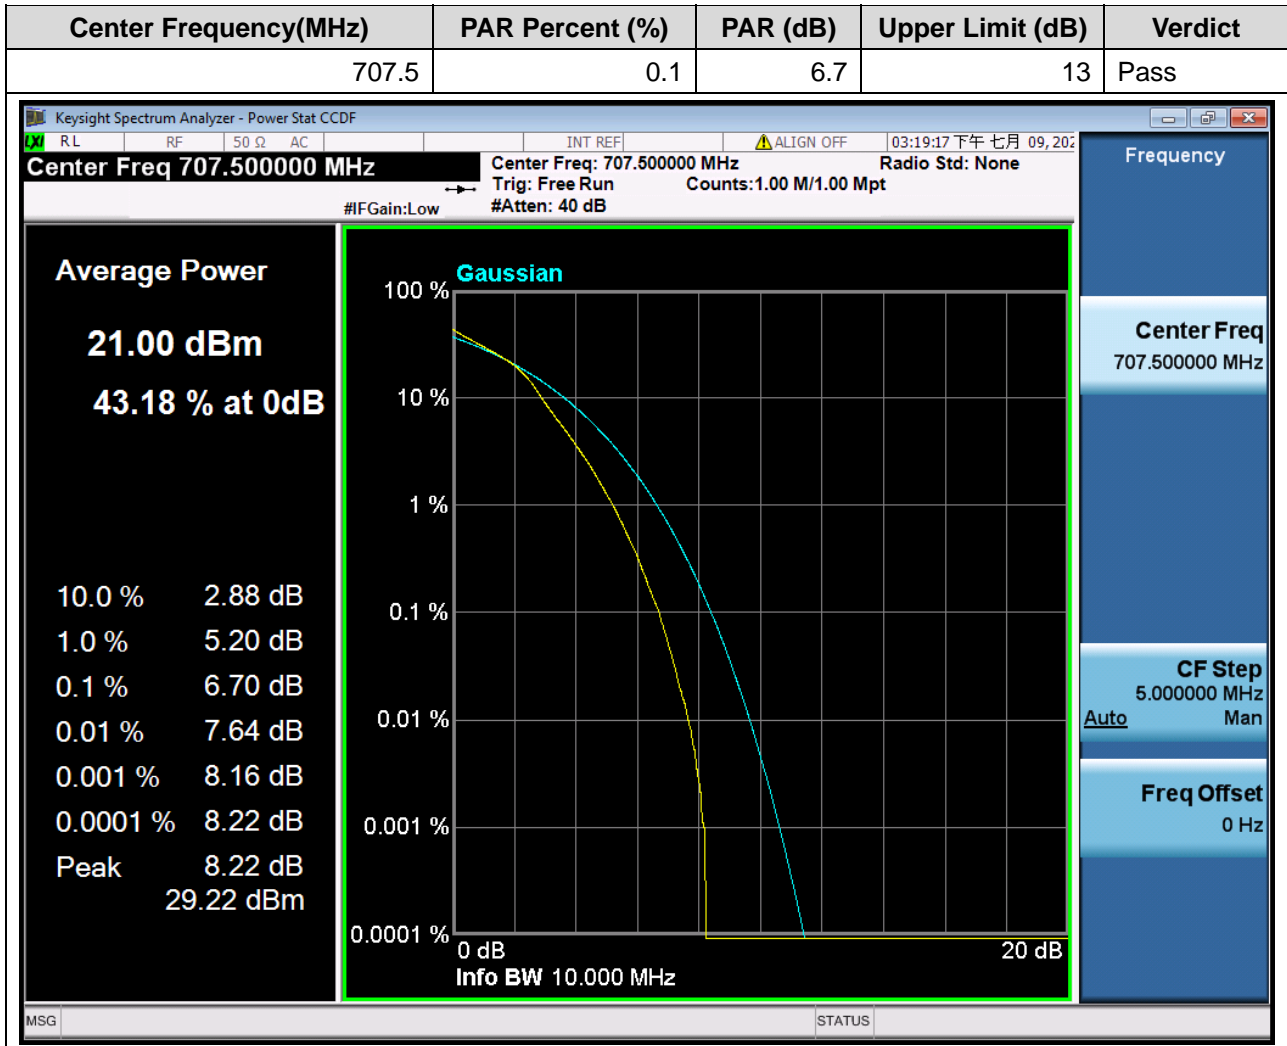 Center Frequency(MHz) PAR Percent (%) PAR (dB) Upper Limit (dB) Verdict
707.5 0.1 6.7 13 Pass
Keysight Spectrum Analyzer - Power Stat CCDF
LXI RL RF 50 Ω AC INT REF ALIGN OFF 03:19:17 下午 七月 09, 202
Center Freq 707.500000 MHz
Center Freq: 707.500000 MHz Radio Std: None
Trig: Free Run Counts:1.00 M/1.00 Mpt
#IFGain:Low #Atten: 40 dB
Average Power
21.00 dBm
43.18 % at 0dB
10.0 % 2.88 dB
1.0 % 5.20 dB
0.1 % 6.70 dB
0.01 % 7.64 dB
0.001 % 8.16 dB
0.0001 % 8.22 dB
Peak 8.22 dB
29.22 dBm
Gaussian
100 %
10 %
1 %
0.1 %
0.01 %
0.001 %
0.0001 %
0 dB 20 dB
Info BW 10.000 MHz
Frequency
Center Freq
707.500000 MHz
CF Step
5.000000 MHz
Auto Man
Freq Offset
0 Hz
MSG STATUS